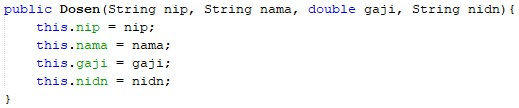 public Dosen(String nip, String nama, double gaji, String nidn){
    this.nip = nip;
    this.nama = nama;
    this.gaji = gaji;
    this.nidn = nidn;
}